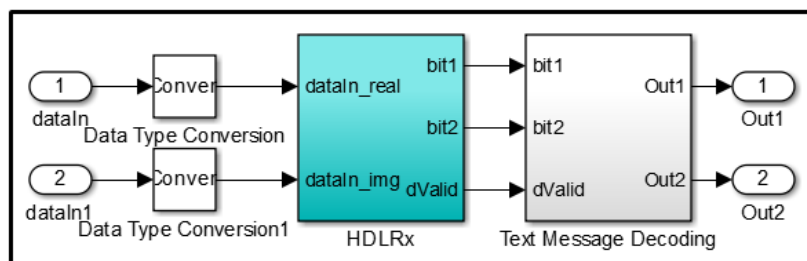 1
dataIn
Conver
Data Type Conversion
2
dataIn1
Conver
Data Type Conversion1
dataIn_real
dataIn_img
bit1
bit2
dValid
HDLRx
bit1
bit2
dValid
Out1
Out2
Text Message Decoding
1
Out1
2
Out2